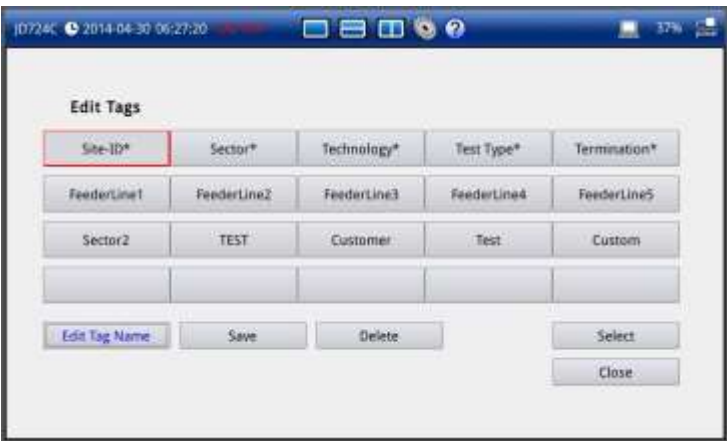 JD724C 2014-04-30 06:27:20 37%
Edit Tags
Site-ID* Sector* Technology* Test Type* Termination*
FeederLine1 FeederLine2 FeederLine3 FeederLine4 FeederLine5
Sector2 TEST Customer Test Custom
Edit Tag Name Save Delete Select
Close